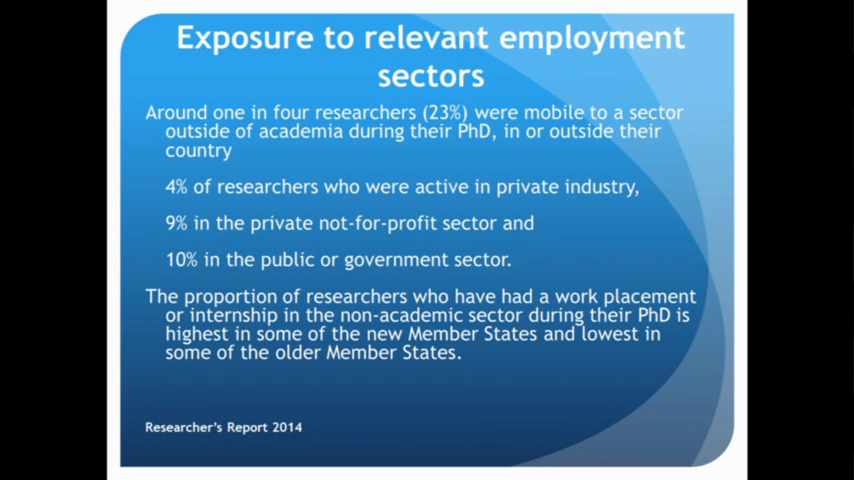 Exposure to relevant employment
sectors
Around one in four researchers (23%) were mobile to a sector
outside of academia during their PhD, in or outside their
country
4% of researchers who were active in private industry,
9% in the private not-for-profit sector and
10% in the public or government sector.
The proportion of researchers who have had a work placement
or internship in the non-academic sector during their PhD is
highest in some of the new Member States and lowest in
some of the older Member States.
Researcher's Report 2014